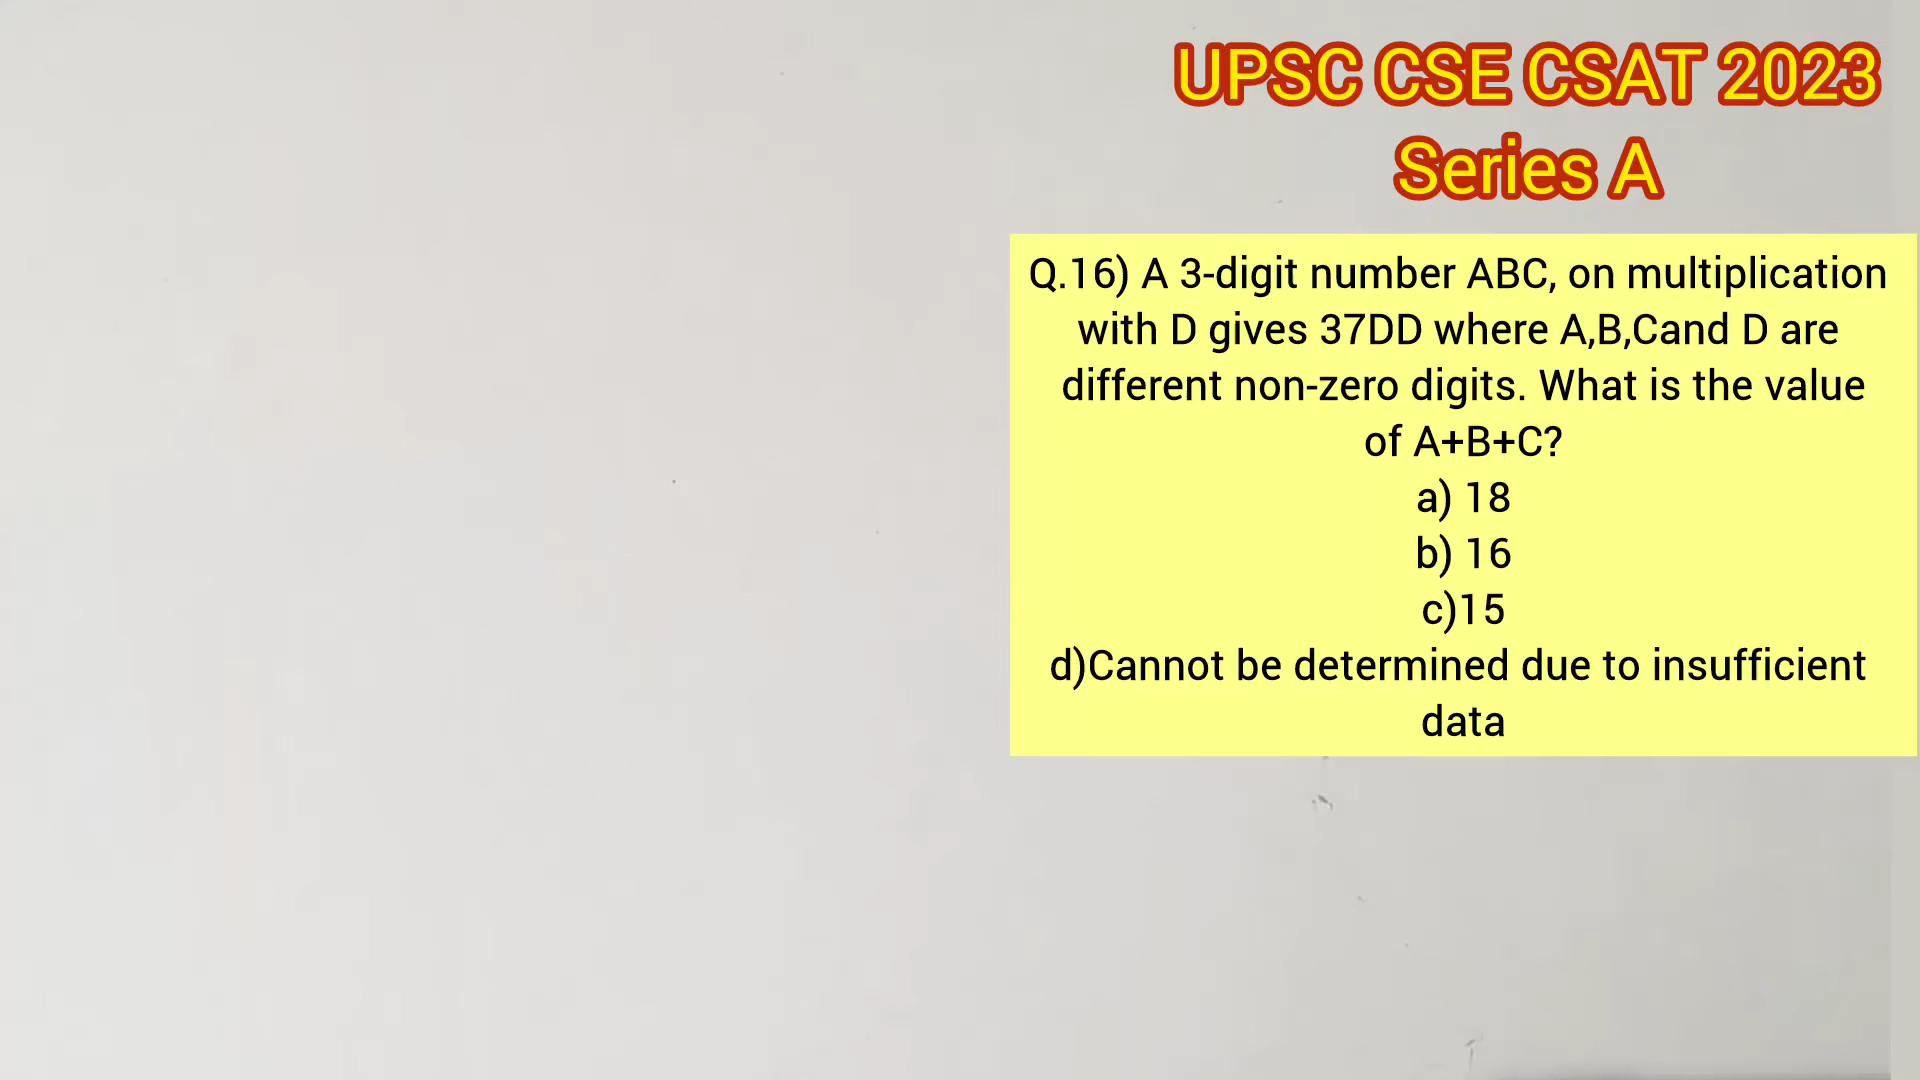 UPSC CSE CSAT 2023
Series A
Q.16) A 3-digit number ABC, on multiplication
with D gives 37DD where A,B,Cand D are
different non-zero digits. What is the value
of A+B+C?
a) 18
b) 16
c)15
d)Cannot be determined due to insufficient
data